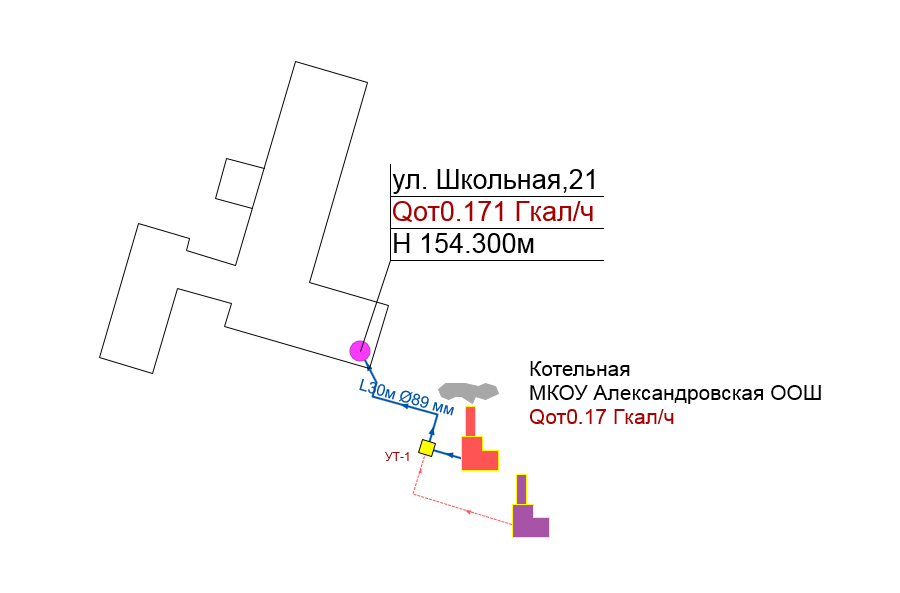 ул. Школьная,21
Qот0.171 Гкал/ч
Н 154.300м
Котельная
МКОУ Александровская ООШ
Qот0.17 Гкал/ч
L30м Ø89 мм
УТ-1